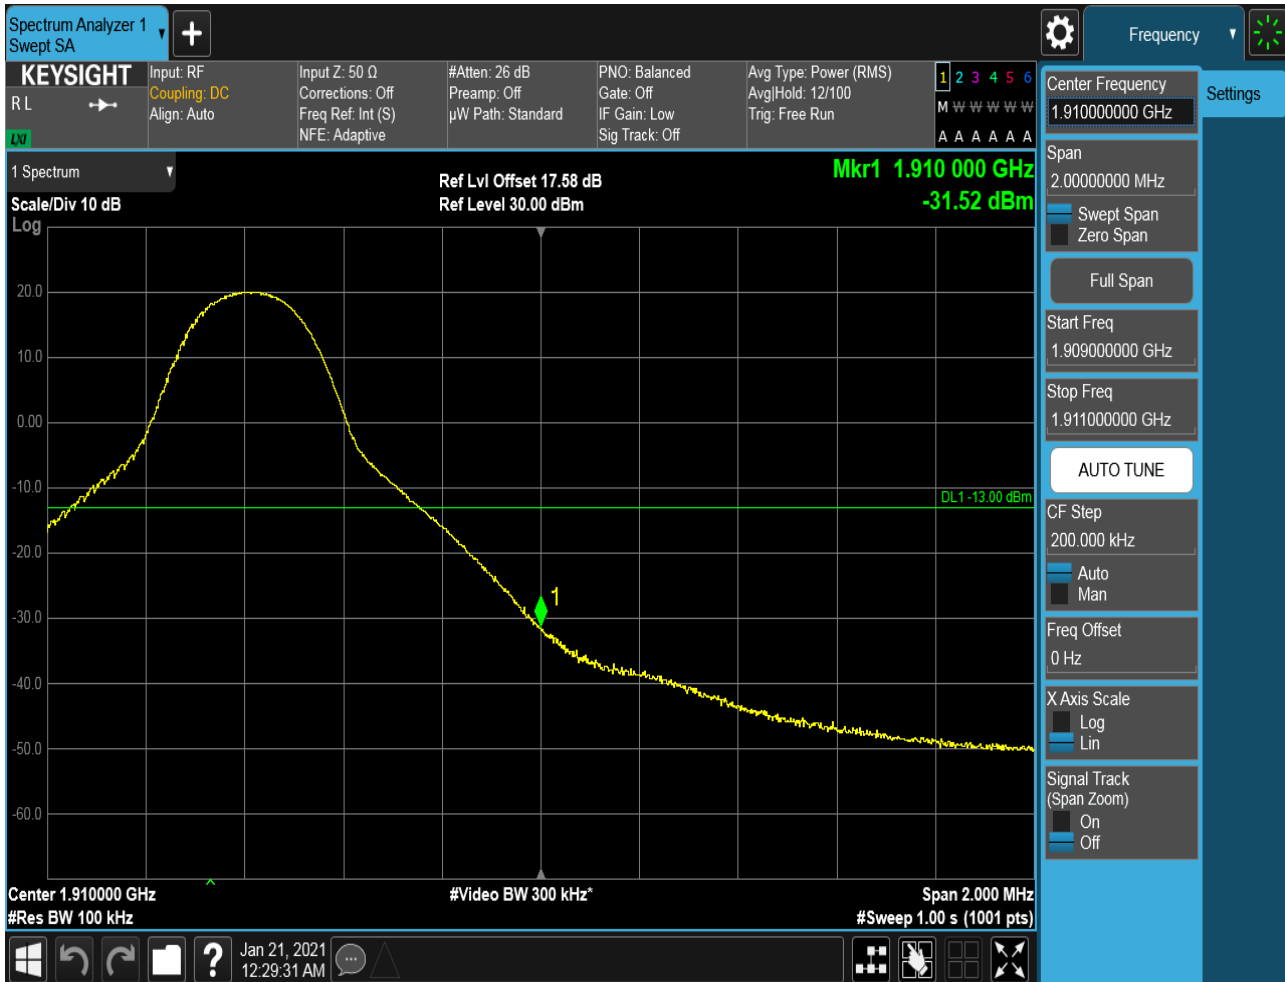 Spectrum Analyzer 1
Swept SA
+
Frequency
KEYSIGHT
R L
LXI
Input: RF
Coupling: DC
Align: Auto
Input Z: 50 Ω
Corrections: Off
Freq Ref: Int (S)
NFE: Adaptive
#Atten: 26 dB
Preamp: Off
µW Path: Standard
PNO: Balanced
Gate: Off
IF Gain: Low
Sig Track: Off
Avg Type: Power (RMS)
Avg|Hold: 12/100
Trig: Free Run
1 2 3 4 5 6
M W W W W W
A A A A A A
1 Spectrum
Scale/Div 10 dB
Log
Ref Lvl Offset 17.58 dB
Ref Level 30.00 dBm
Mkr1 1.910 000 GHz
-31.52 dBm
20.0
10.0
0.00
-10.0
-20.0
-30.0
-40.0
-50.0
-60.0
DL1 -13.00 dBm
1
Center 1.910000 GHz
#Res BW 100 kHz
#Video BW 300 kHz*
Span 2.000 MHz
#Sweep 1.00 s (1001 pts)
?
Jan 21, 2021
12:29:31 AM
Center Frequency
1.910000000 GHz
Settings
Span
2.00000000 MHz
Swept Span
Zero Span
Full Span
Start Freq
1.909000000 GHz
Stop Freq
1.911000000 GHz
AUTO TUNE
CF Step
200.000 kHz
Auto
Man
Freq Offset
0 Hz
X Axis Scale
Log
Lin
Signal Track
(Span Zoom)
On
Off